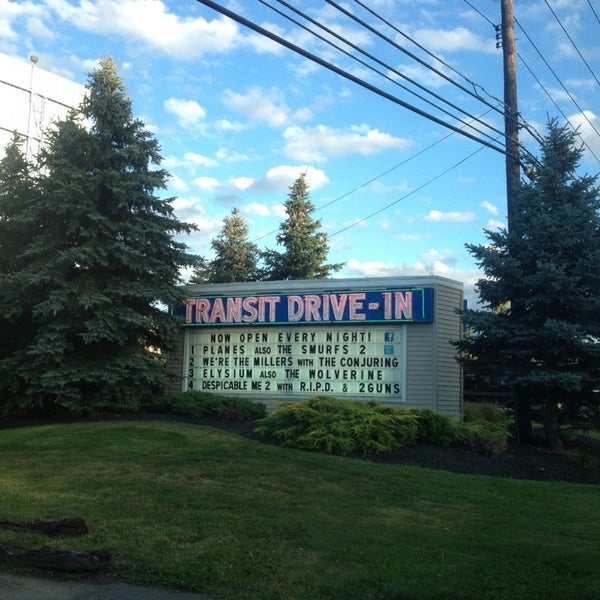 TRANSIT DRIVE-IN
NOW OPEN EVERY NIGHT!
1 PLANES ALSO THE SMURFS 2
2 WE'RE THE MILLERS WITH THE CONJURING
3 ELYSIUM ALSO THE WOLVERINE
4 DESPICABLE ME 2 WITH R.I.P.D. & 2GUNS